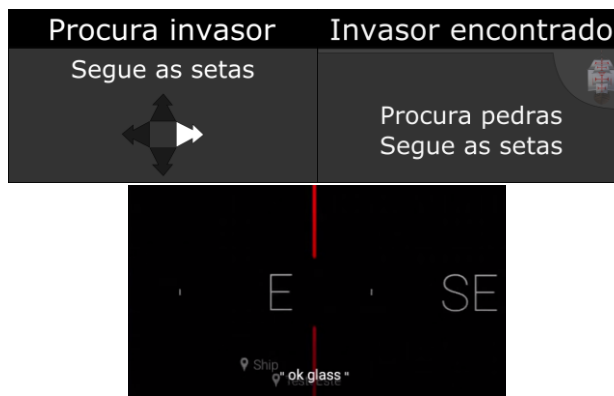 Procura invasor
Segue as setas
Invasor encontrado
Procura pedras
Segue as setas
E
SE
Ship
" ok glass "